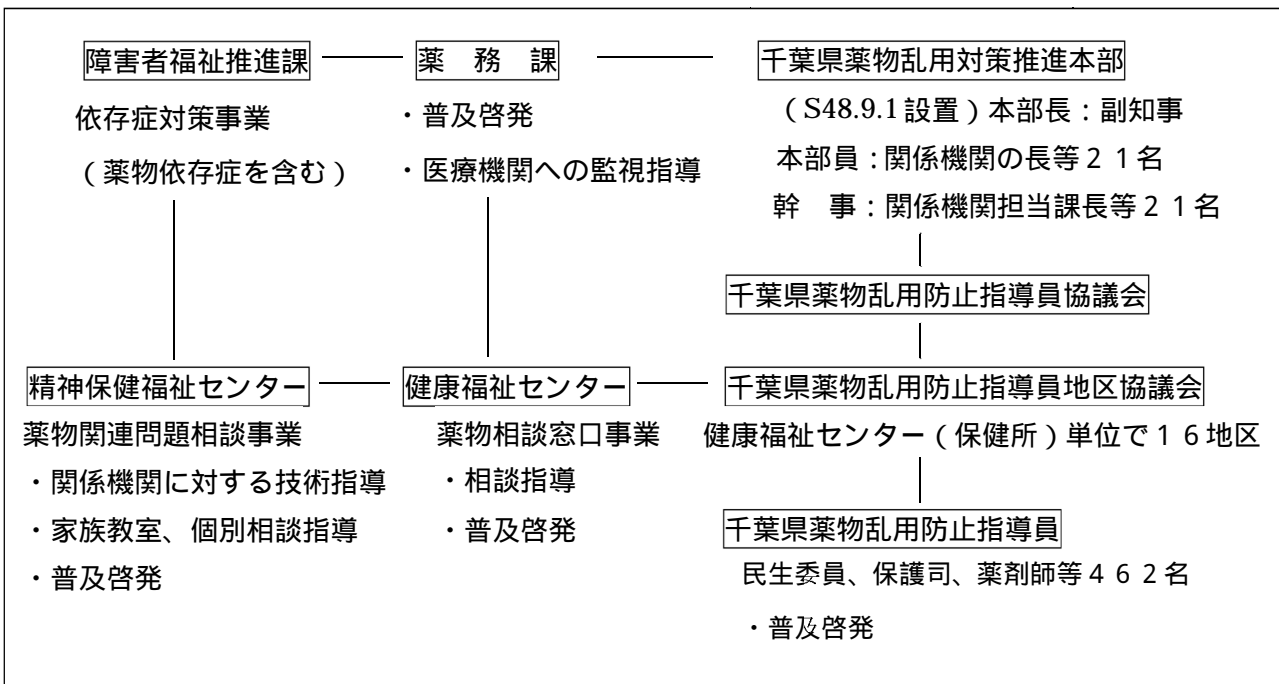 障害者福祉推進課
依存症対策事業
（薬物依存症を含む）
薬　務　課
・普及啓発
・医療機関への監視指導
千葉県薬物乱用対策推進本部
（S48.9.1設置）本部長：副知事
本部員：関係機関の長等２１名
幹　事：関係機関担当課長等２１名
千葉県薬物乱用防止指導員協議会
精神保健福祉センター
薬物関連問題相談事業
・関係機関に対する技術指導
・家族教室、個別相談指導
・普及啓発
健康福祉センター
薬物相談窓口事業
・相談指導
・普及啓発
千葉県薬物乱用防止指導員地区協議会
健康福祉センター（保健所）単位で１６地区
千葉県薬物乱用防止指導員
民生委員、保護司、薬剤師等４６２名
・普及啓発